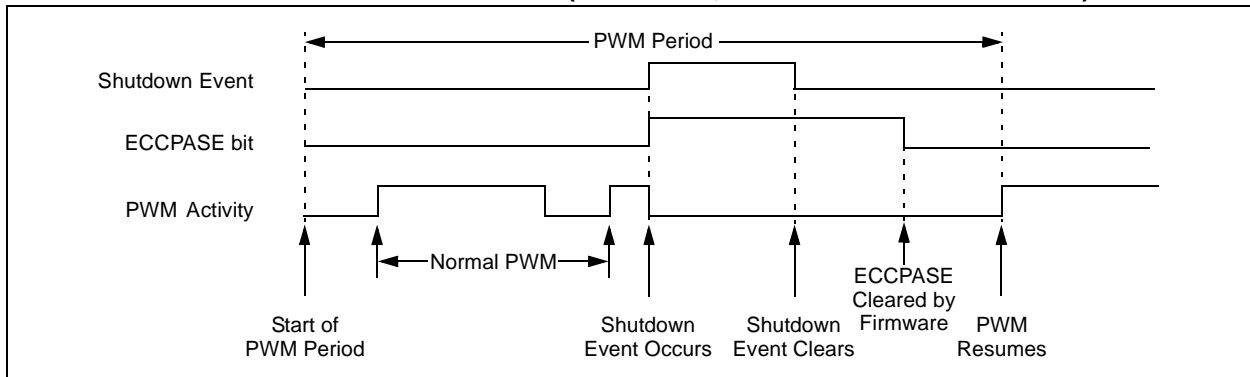 PWM Period
Shutdown Event
ECCPASE bit
PWM Activity
Normal PWM
Start of
PWM Period
Shutdown
Event Occurs
Shutdown
Event Clears
ECCPASE
Cleared by
Firmware
PWM
Resumes